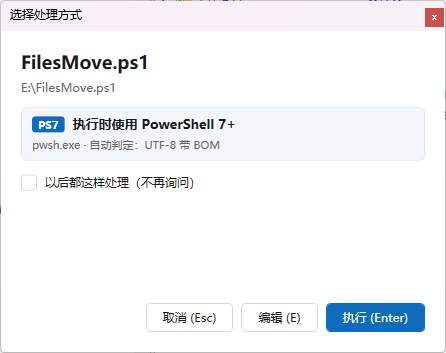 选择处理方式
x
FilesMove.ps1
E:\FilesMove.ps1
PS7 执行时使用 PowerShell 7+
pwsh.exe · 自动判定：UTF-8 带 BOM
以后都这样处理（不再询问）
取消 (Esc) 编辑 (E) 执行 (Enter)